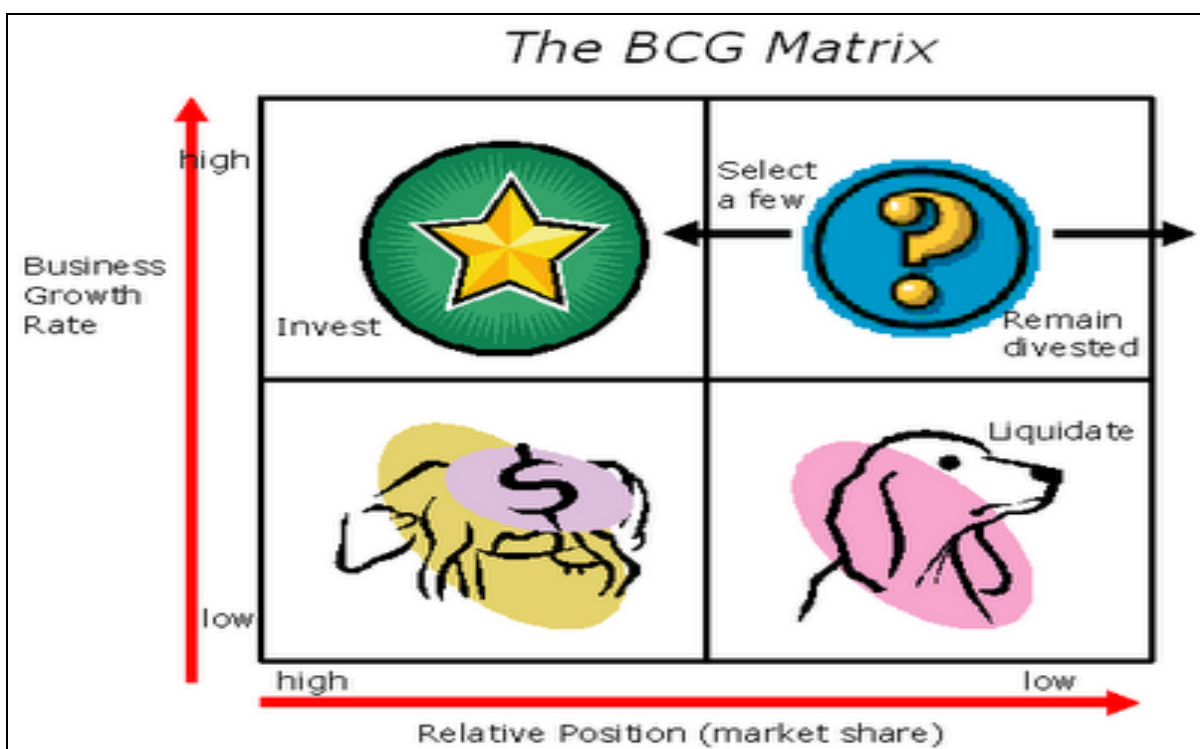 The BCG Matrix
high
Select
a few
?
Business
Growth
Rate
Invest
Remain
divested
Liquidate
$
low
high
low
Relative Position (market share)